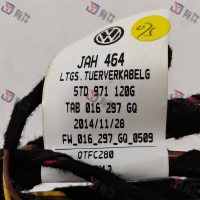 JAH 464
LTGS.TUERVERKABELG
5TD 971 120G
TAB 016 297 GQ
2014/11/28
FW_016_297_GQ_0509
OTFC280